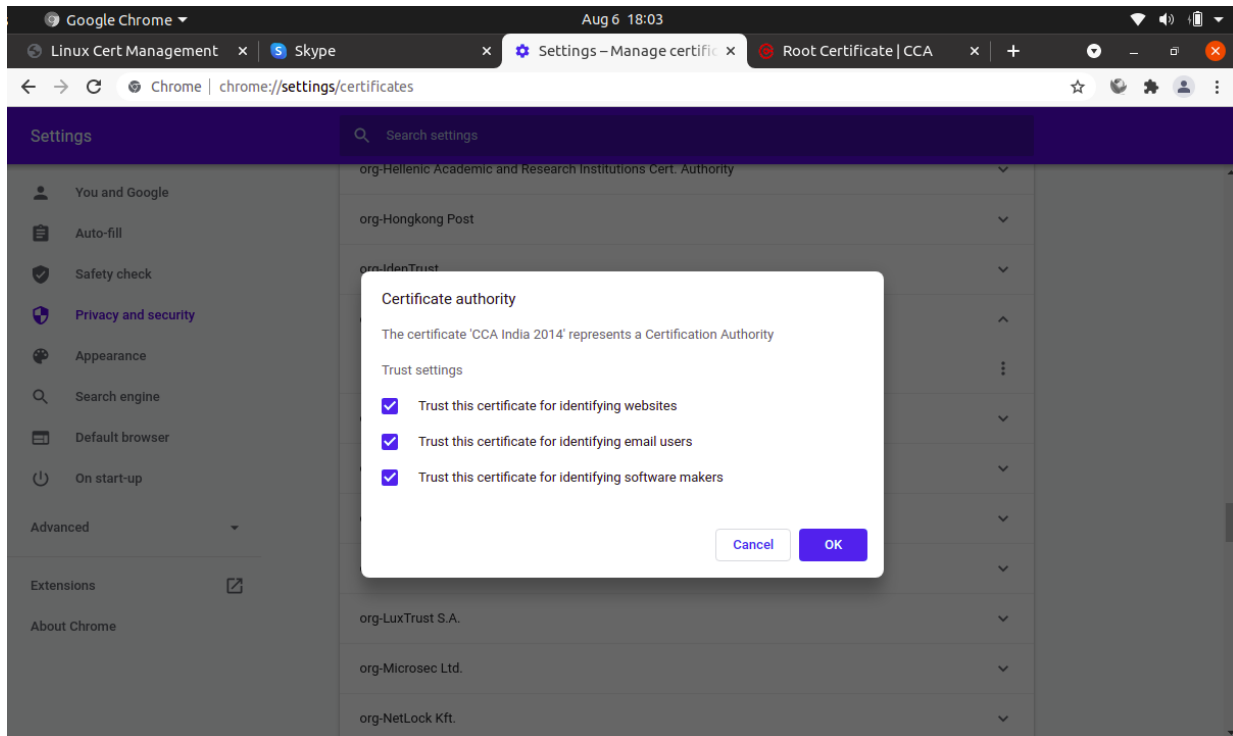 Google Chrome
Aug 6 18:03
Linux Cert Management
Skype
Settings – Manage certific
Root Certificate | CCA
Chrome | chrome://settings/certificates
Settings
Search settings
You and Google
Auto-fill
Safety check
Privacy and security
Appearance
Search engine
Default browser
On start-up
Advanced
Extensions
About Chrome
org-Hellenic Academic and Research Institutions Cert. Authority
org-Hongkong Post
org-IdenTrust
Certificate authority
The certificate 'CCA India 2014' represents a Certification Authority
Trust settings
Trust this certificate for identifying websites
Trust this certificate for identifying email users
Trust this certificate for identifying software makers
Cancel
OK
org-LuxTrust S.A.
org-Microsec Ltd.
org-NetLock Kft.